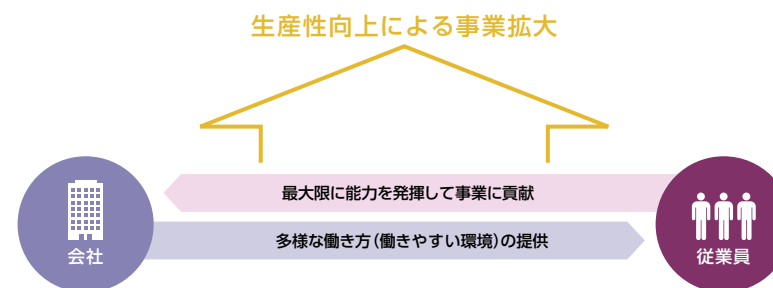 生産性向上による事業拡大
最大限に能力を発揮して事業に貢献
多様な働き方(働きやすい環境)の提供
会社
従業員